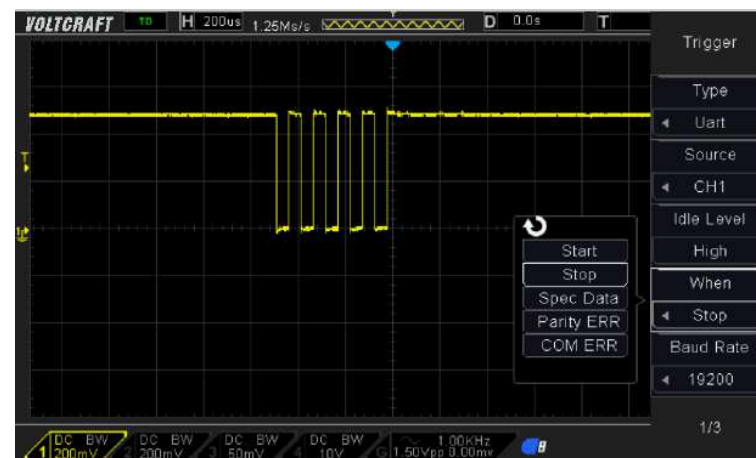 VOLTCRAFT TD H 200us 1.25Ms/s T D 0.0s T
Trigger
Type
Uart
Source
CH1
Idle Level
High
When
Stop
Baud Rate
19200
1/3
T
Start
Stop
Spec Data
Parity ERR
COM ERR
1 DC BW 200mV
2 DC BW 200mV
3 DC BW 50mV
4 DC BW 10V
G 1.00KHz
1.50Vpp 0.00mv